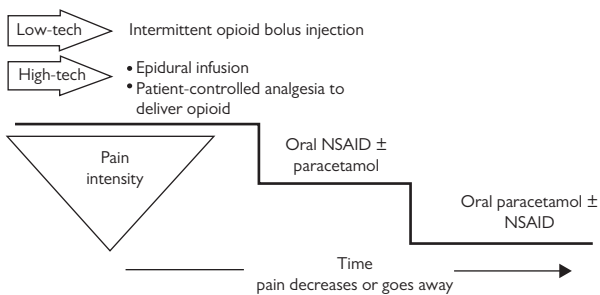 Low-tech
Intermittent opioid bolus injection
High-tech
• Epidural infusion
• Patient-controlled analgesia to
deliver opioid
Pain
intensity
Oral NSAID ±
paracetamol
Oral paracetamol ±
NSAID
Time
pain decreases or goes away